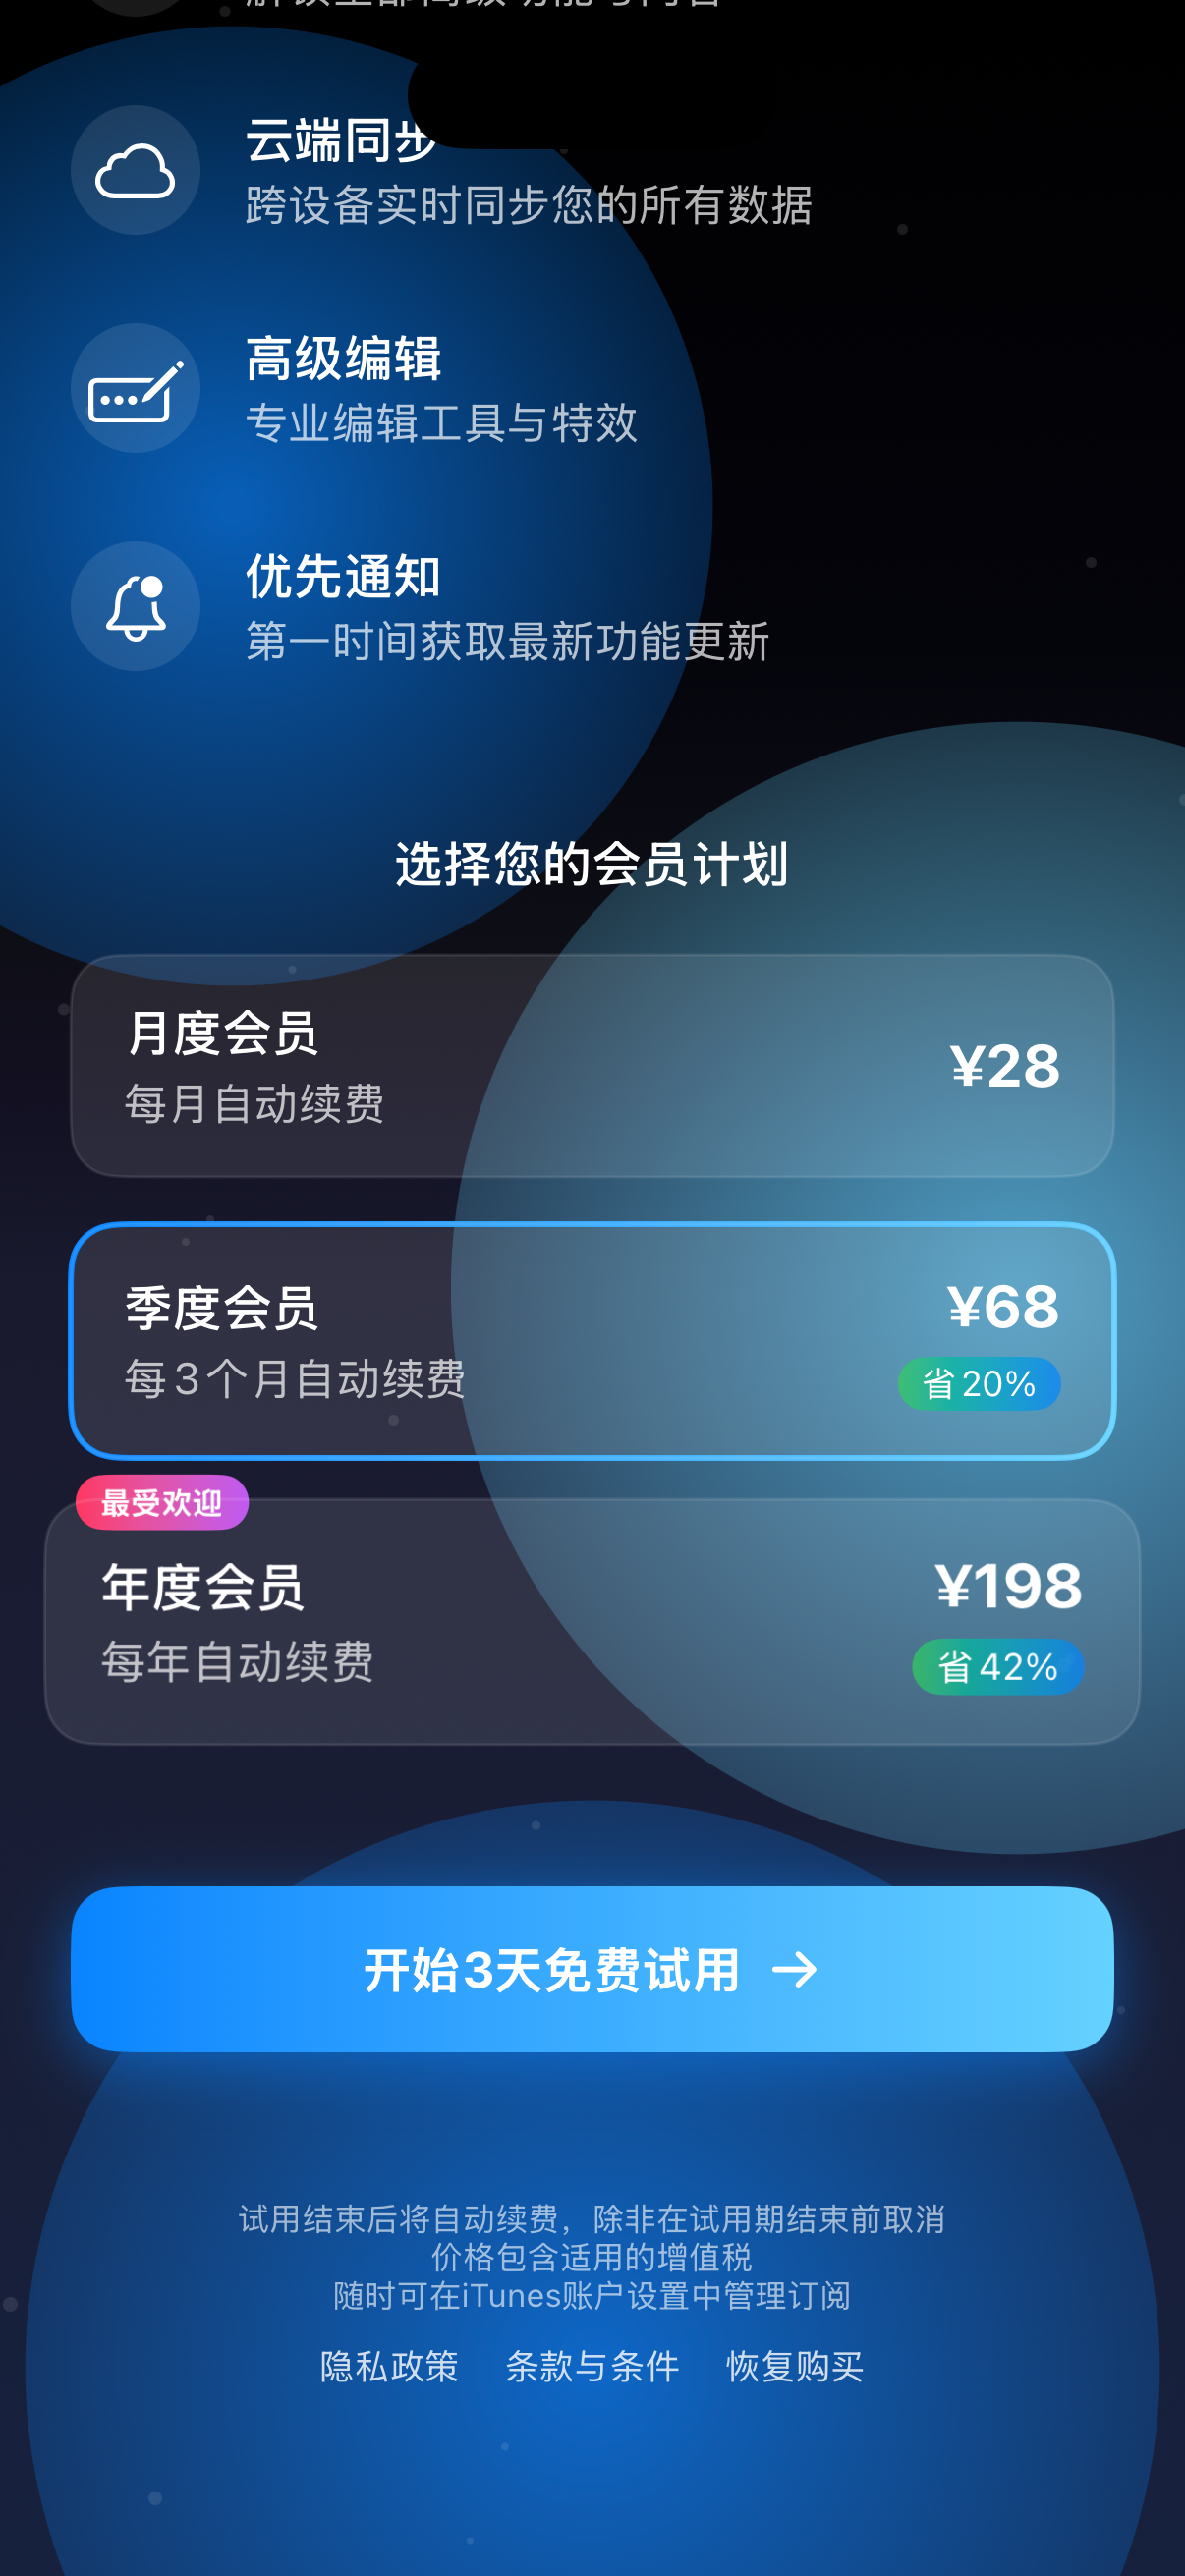 云端同步
跨设备实时同步您的所有数据
高级编辑
专业编辑工具与特效
优先通知
第一时间获取最新功能更新
选择您的会员计划
月度会员
每月自动续费
¥28
季度会员
每3个月自动续费
¥68
省20%
最受欢迎
年度会员
每年自动续费
¥198
省42%
开始3天免费试用 →
试用结束后将自动续费，除非在试用期结束前取消
价格包含适用的增值税
随时可在iTunes账户设置中管理订阅
隐私政策 条款与条件 恢复购买